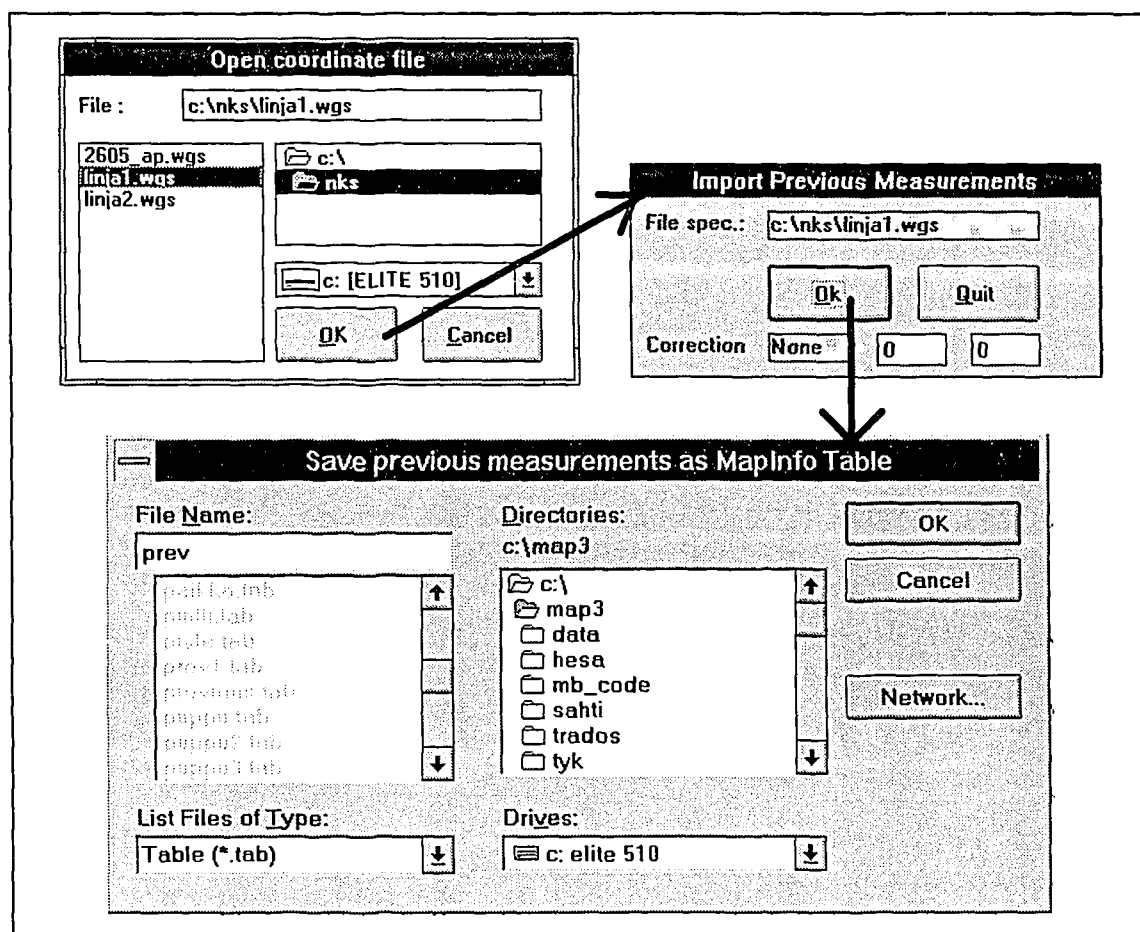 Open coordinate file
File : c:\nks\linja1.wgs
2605_ap.wgs
linja1.wgs
linja2.wgs
c:\
nks
c: [ELITE 510]
OK Cancel
Import Previous Measurements
File spec.: c:\nks\linja1.wgs
Ok Quit
Correction None 0 0
Save previous measurements as MapInfo Table
File Name:
prev
Directories:
c:\map3
c:\
map3
data
hesa
mb_code
sahti
trados
tyk
OK
Cancel
Network...
List Files of Type:
Table (*.tab)
Drives:
c: elite 510